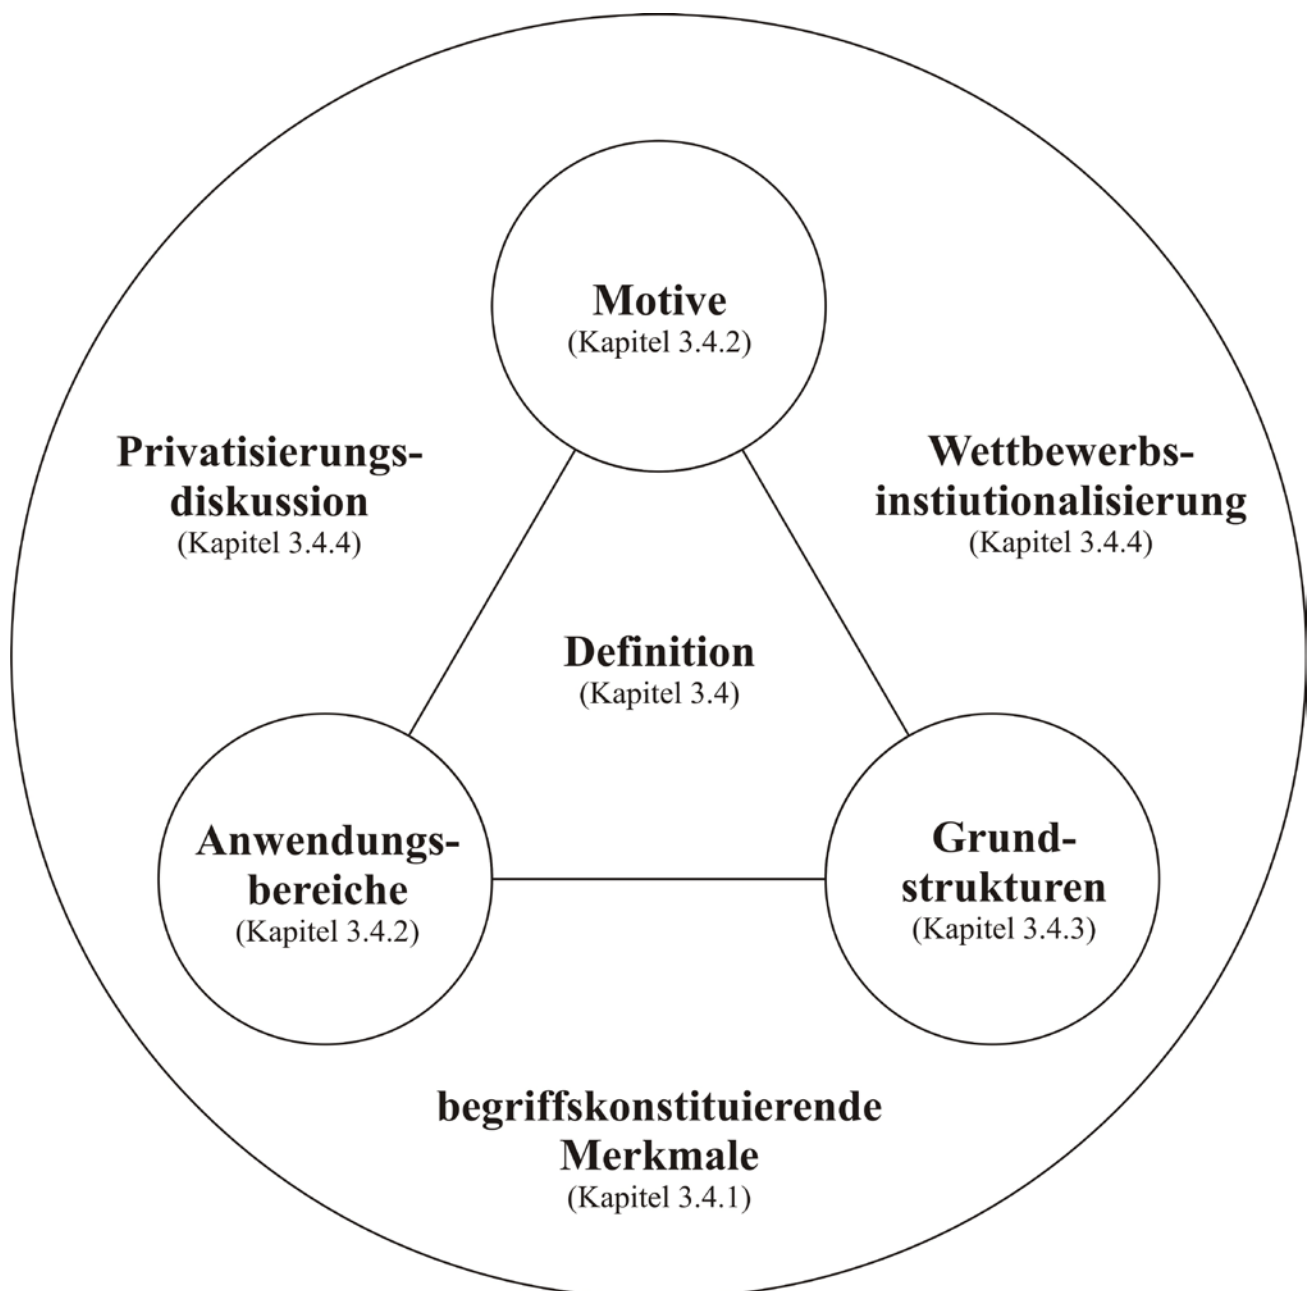 Motive
(Kapitel 3.4.2)
Privatisierungs-
diskussion
(Kapitel 3.4.4)
Wettbewerbs-
instiutionalisierung
(Kapitel 3.4.4)
Definition
(Kapitel 3.4)
Anwendungs-
bereiche
(Kapitel 3.4.2)
Grund-
strukturen
(Kapitel 3.4.3)
begriffskonstituierende
Merkmale
(Kapitel 3.4.1)